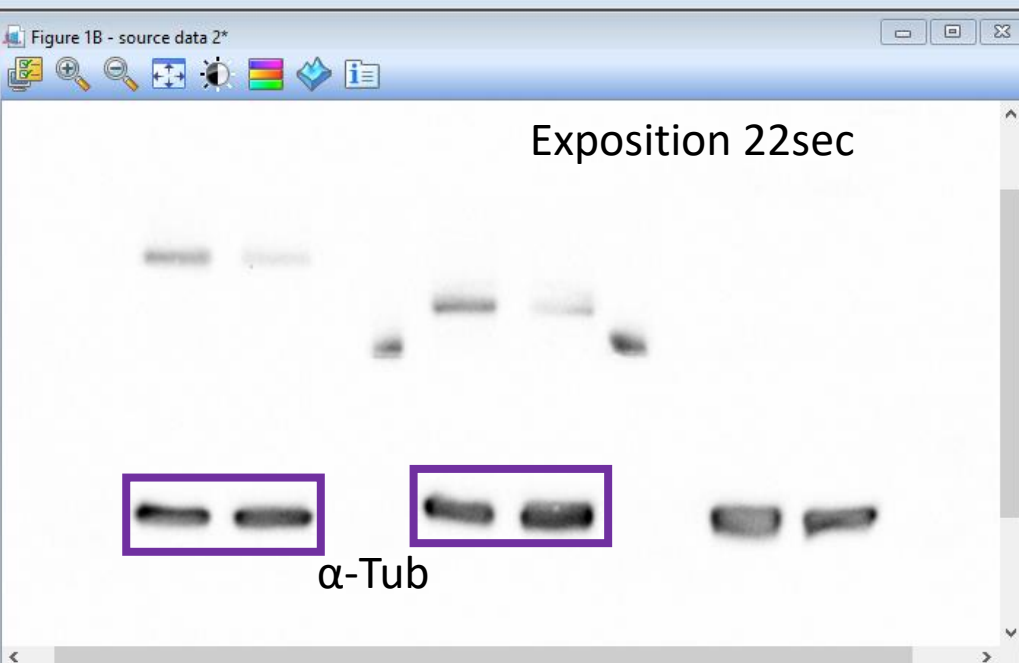 Figure 1B - source data 2*
Exposition 22sec
α-Tub